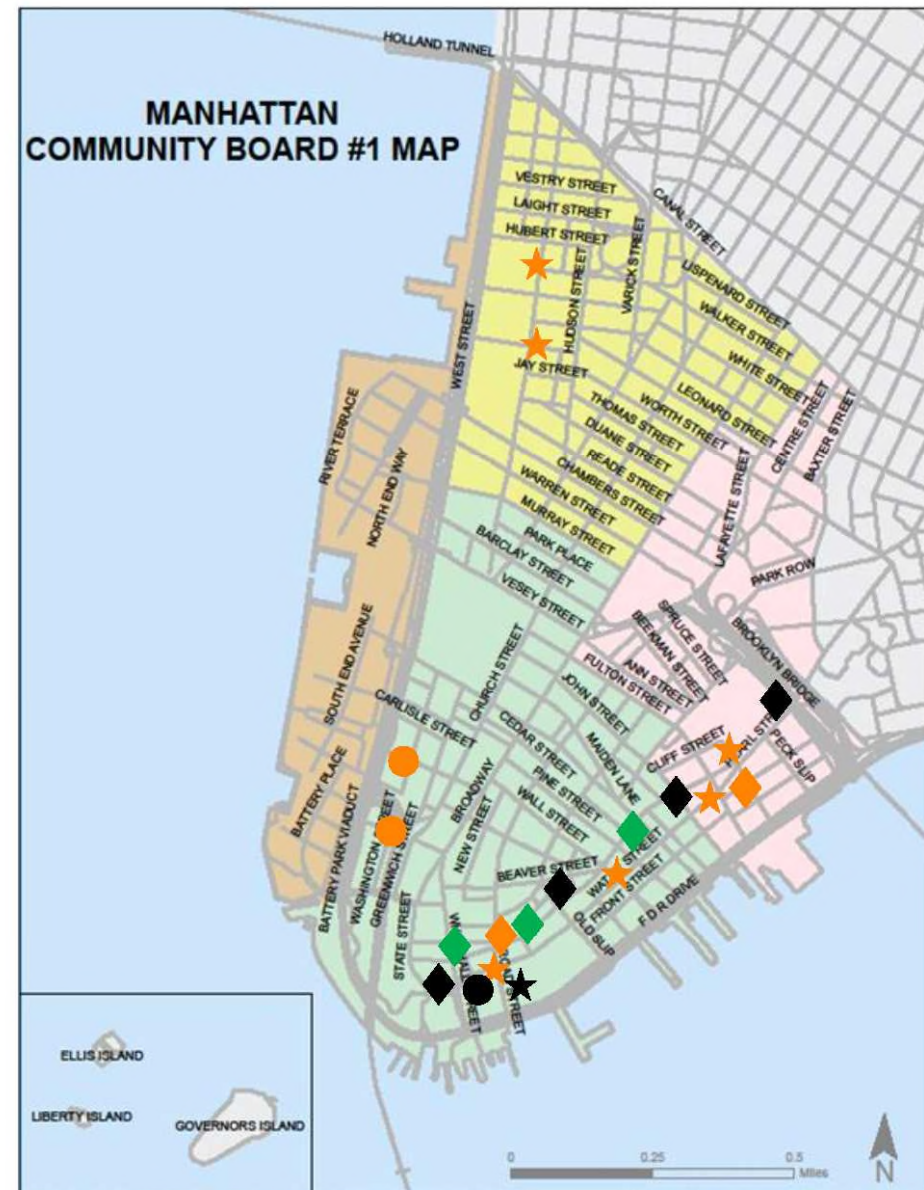 HOLLAND TUNNEL
MANHATTAN
COMMUNITY BOARD #1 MAP
VESTRY STREET
LAIGHT STREET
HUBERT STREET
CANAL STREET
HUDSON STREET
VARICK STREET
LISPENARD STREET
WALKER STREET
WHITE STREET
WEST STREET
JAY STREET
LEONARD STREET
WORTH STREET
THOMAS STREET
DUANE STREET
READE STREET
CHAMBERS STREET
WARREN STREET
MURRAY STREET
CENTRE STREET
BAXTER STREET
LAFAYETTE STREET
RIVER TERRACE
NORTH END WAY
PARK PLACE
BARCLAY STREET
VESEY STREET
PARK ROW
SPRUCE STREET
BEEKMAN STREET
ANN STREET
FULTON STREET
BROOKLYN BRIDGE
SOUTH END AVENUE
CHURCH STREET
JOHN STREET
CARLISLE STREET
CEDAR STREET
MAIDEN LANE
CLIFF STREET
PECK SLIP
PINE STREET
WALL STREET
BROADWAY
NEW STREET
BATTERY PLACE
BATTERY PARK VIADUCT
WASHINGTON
GREENWICH STREET
STATE STREET
BEAVER STREET
STREET
FRONT STREET
OLD SLIP
F D R DRIVE
STREET
STREET
ELLIS ISLAND
LIBERTY ISLAND
GOVERNORS ISLAND
0 0.25 0.5
Miles
N